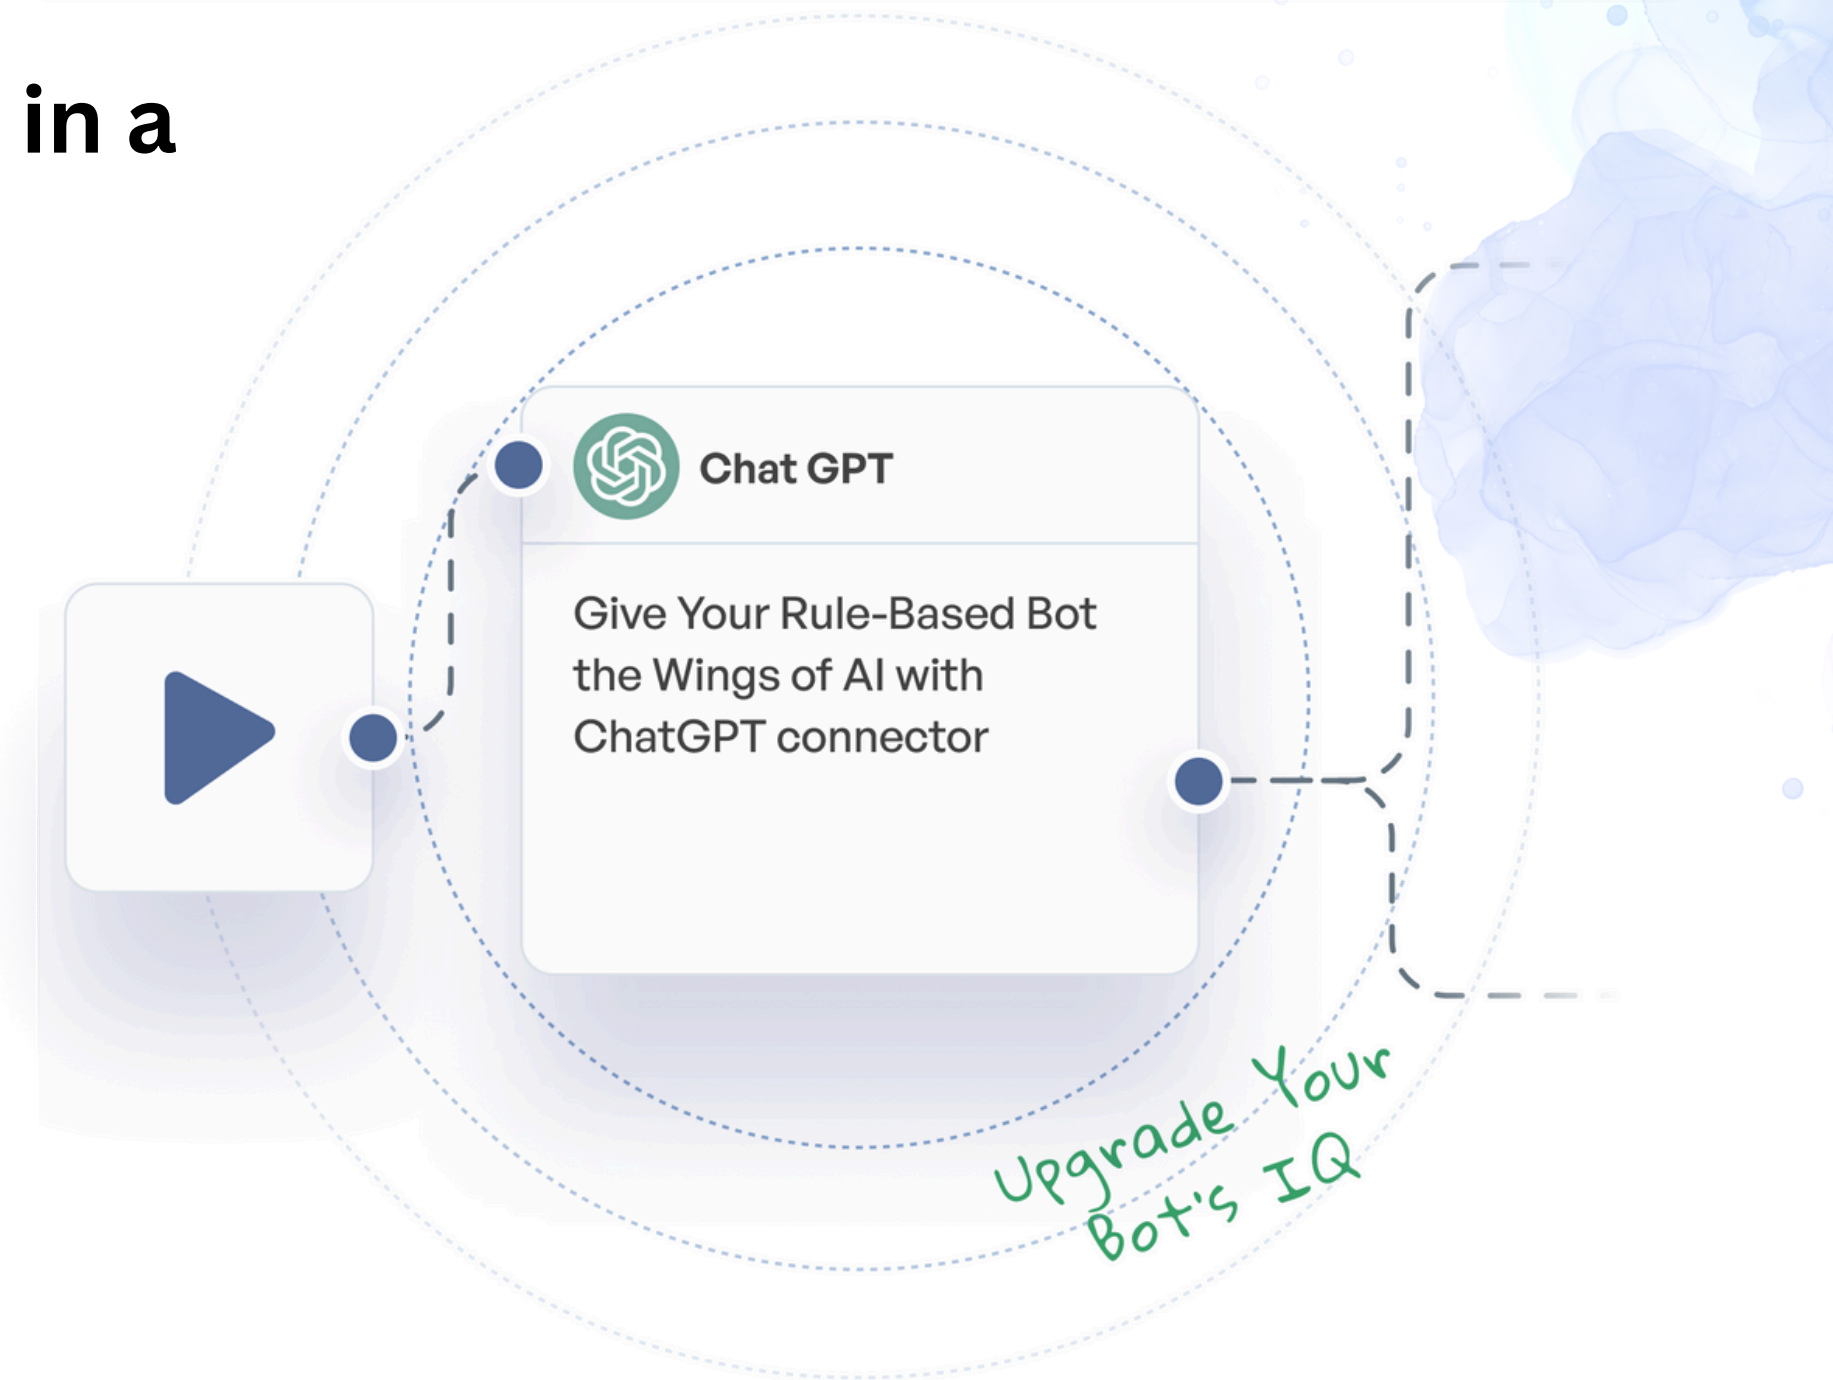 in a
Chat GPT
Give Your Rule-Based Bot
the Wings of AI with
ChatGPT connector
Upgrade Your
Bot's IQ